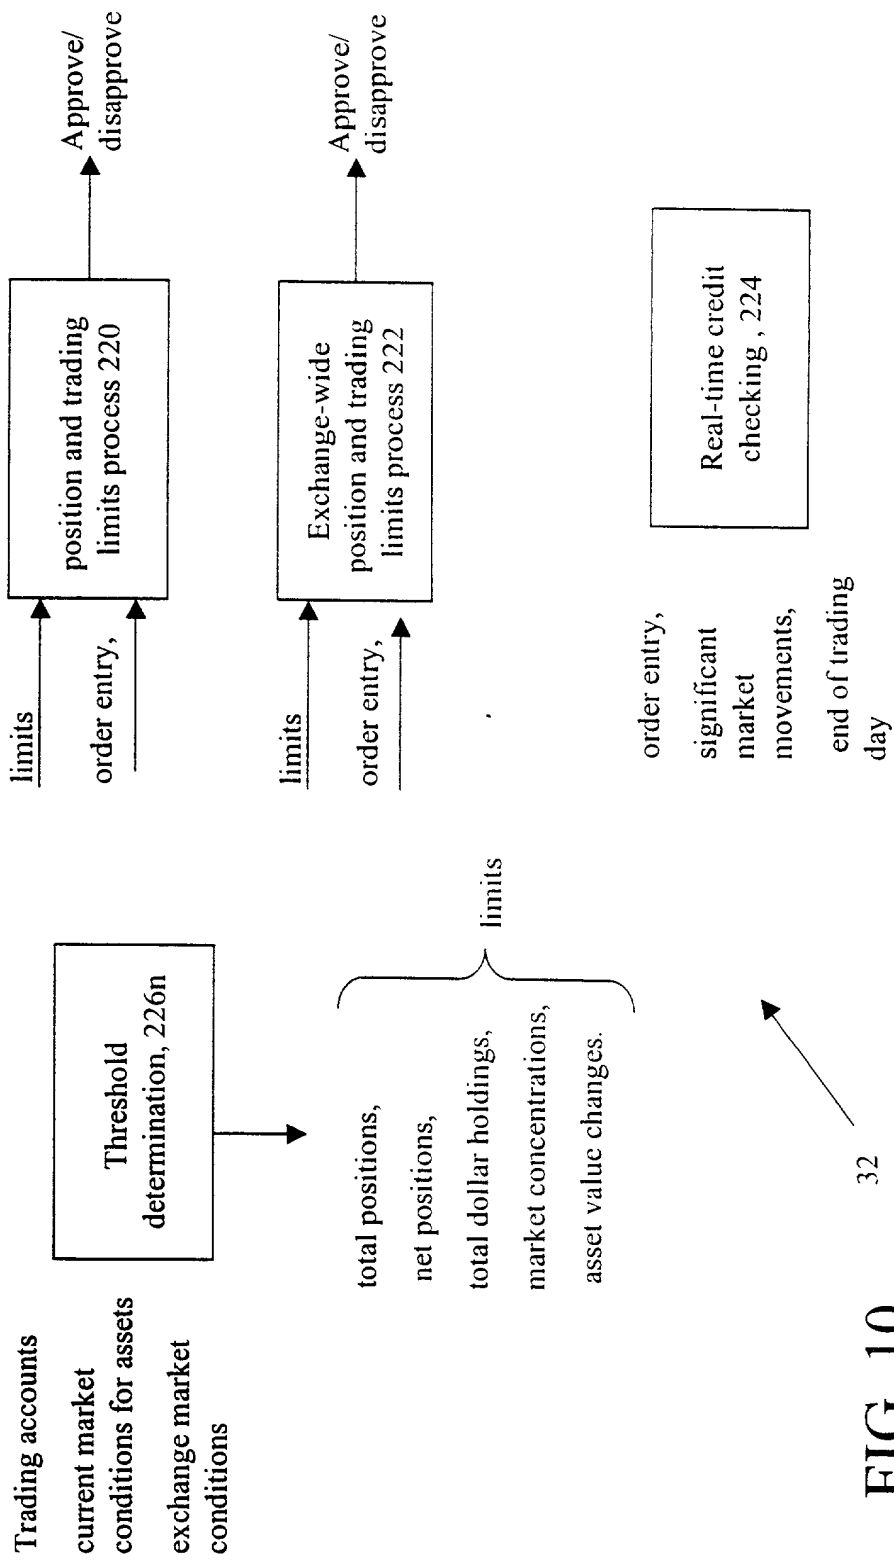 Trading accounts
current market
conditions for assets
exchange market
conditions
Threshold
determination, 226n
total positions,
net positions,
total dollar holdings,
market concentrations,
asset value changes.
limits
limits
order entry,
position and trading
limits process 220
Approve/
disapprove
limits
order entry,
Exchange-wide
position and trading
limits process 222
Approve/
disapprove
order entry,
significant
market
movements,
end of trading
day
Real-time credit
checking , 224
32
FIG. 10